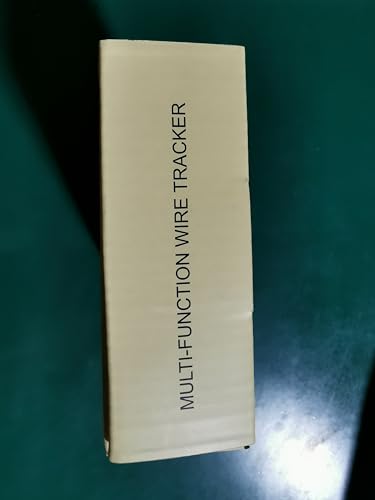 MULTI-FUNCTION WIRE TRACKER